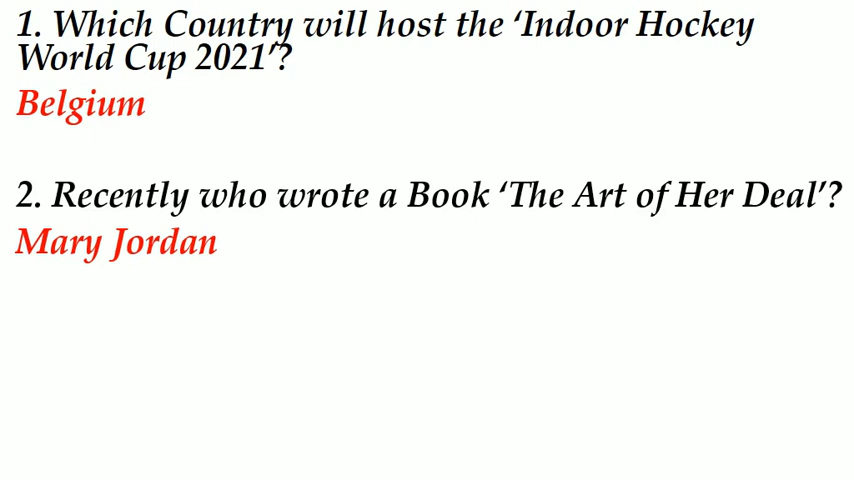 1. Which Country will host the ‘Indoor Hockey
World Cup 2021’?
Belgium
2. Recently who wrote a Book ‘The Art of Her Deal’?
Mary Jordan